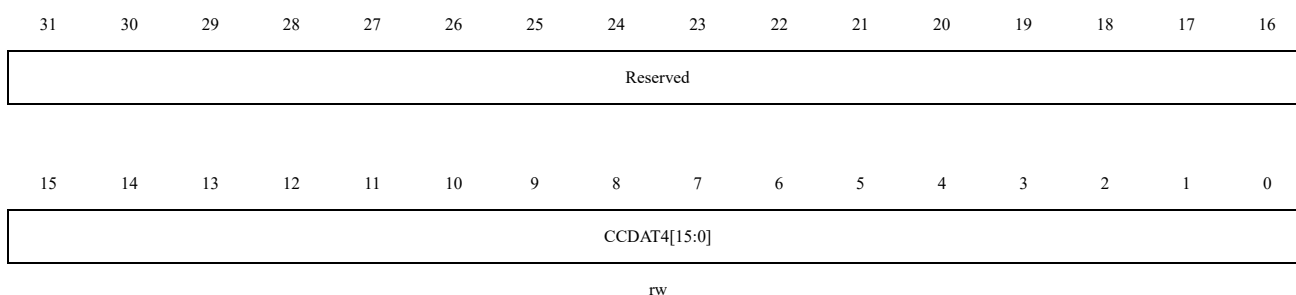 31 30 29 28 27 26 25 24 23 22 21 20 19 18 17 16
Reserved
15 14 13 12 11 10 9 8 7 6 5 4 3 2 1 0
CCDAT4[15:0]
rw